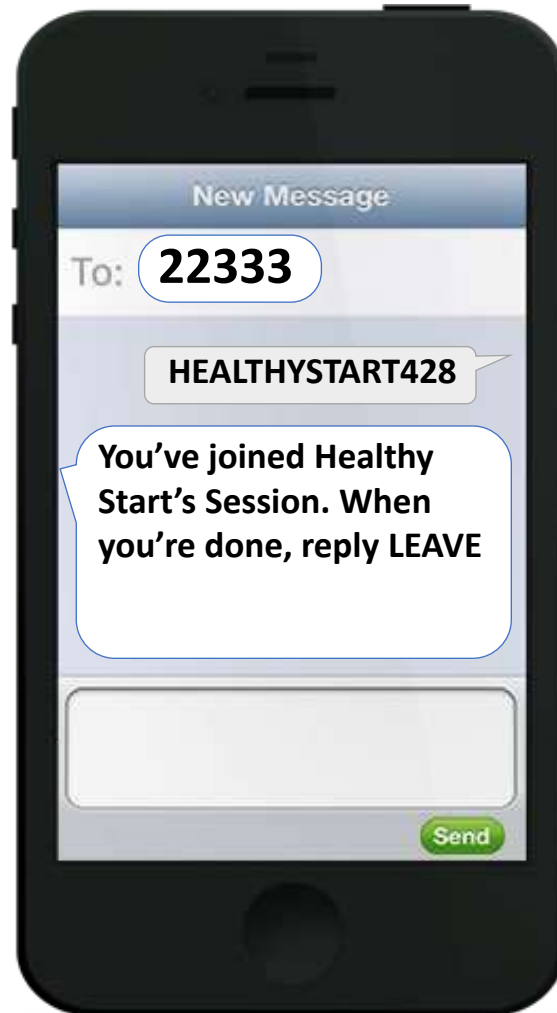 New Message
To: 22333
HEALTHYSTART428
You’ve joined Healthy
Start’s Session. When
you’re done, reply LEAVE
Send